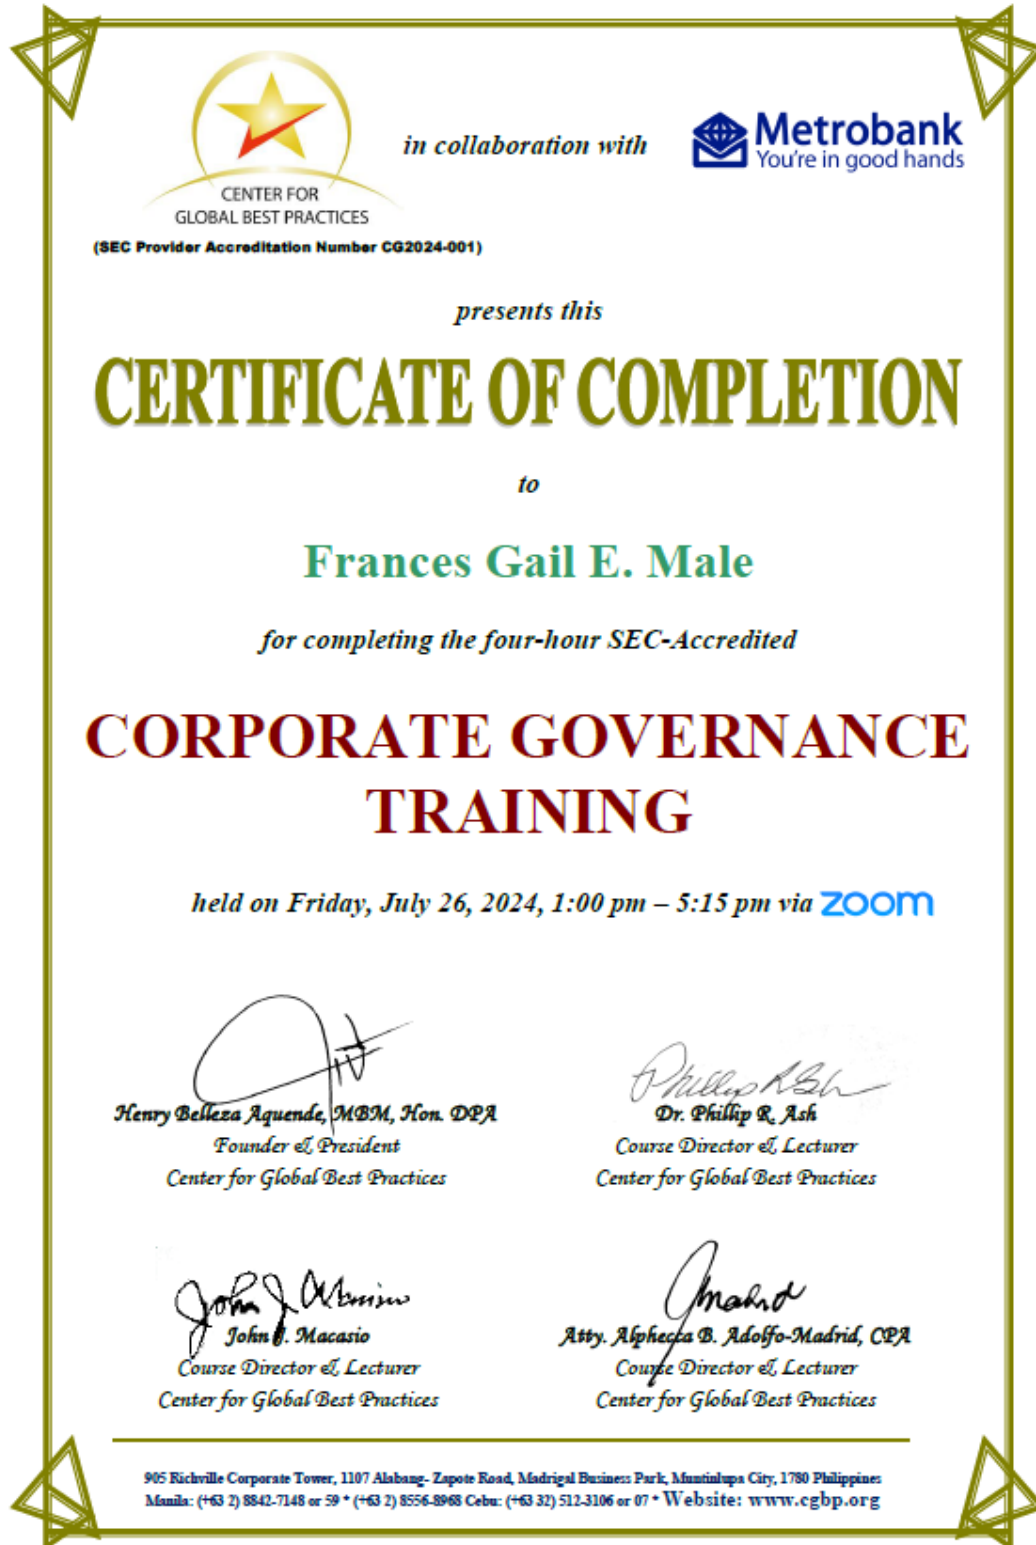 in collaboration with
Metrobank
You're in good hands
CENTER FOR
GLOBAL BEST PRACTICES
(SEC Provider Accreditation Number CG2024-001)
presents this
CERTIFICATE OF COMPLETION
to
Frances Gail E. Male
for completing the four-hour SEC-Accredited
CORPORATE GOVERNANCE
TRAINING
held on Friday, July 26, 2024, 1:00 pm – 5:15 pm via zoom
Phillip R Ash
Henry Belleza Aquende, MBM, Hon. DPA
Founder & President
Center for Global Best Practices
Dr. Phillip R. Ash
Course Director & Lecturer
Center for Global Best Practices
John J. Macasio
John J. Macasio
Course Director & Lecturer
Center for Global Best Practices
Atty. Alphecca B. Adolfo-Madrid, CPA
Course Director & Lecturer
Center for Global Best Practices
905 Richville Corporate Tower, 1107 Alabang- Zapote Road, Madrigal Business Park, Muntinlupa City, 1780 Philippines
Manila: (+63 2) 8842-7148 or 59 * (+63 2) 8556-8968 Cebu: (+63 32) 512-3106 or 07 * Website: www.cgbp.org